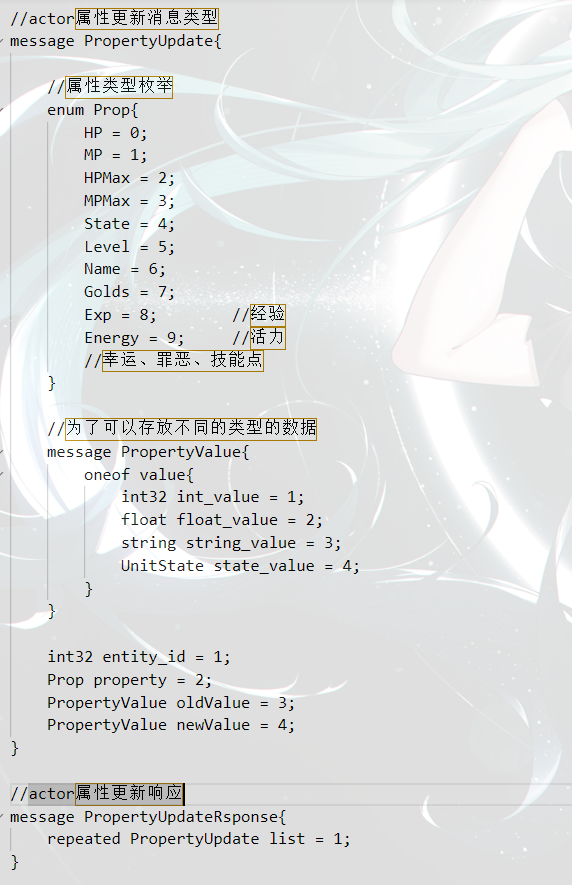 //actor属性更新消息类型
message PropertyUpdate{
//属性类型枚举
enum Prop{
HP = 0;
MP = 1;
HPMax = 2;
MPMax = 3;
State = 4;
Level = 5;
Name = 6;
Golds = 7;
Exp = 8; //经验
Energy = 9; //活力
//幸运、罪恶、技能点
}
//为了可以存放不同的类型的数据
message PropertyValue{
oneof value{
int32 int_value = 1;
float float_value = 2;
string string_value = 3;
UnitState state_value = 4;
}
}
int32 entity_id = 1;
Prop property = 2;
PropertyValue oldValue = 3;
PropertyValue newValue = 4;
}
//actor属性更新响应
message PropertyUpdateRsponse{
repeated PropertyUpdate list = 1;
}